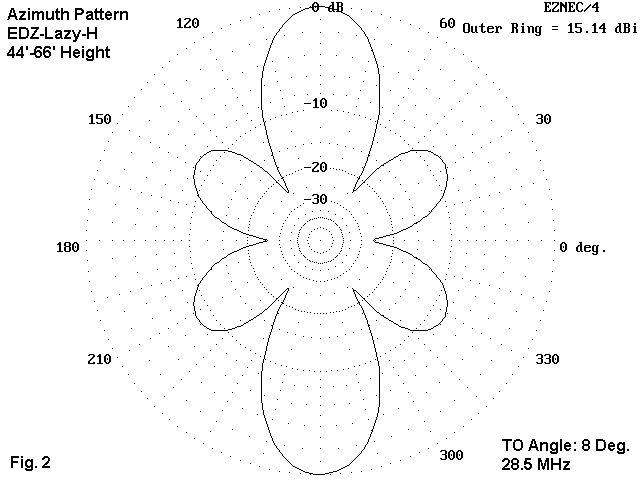 Azimuth Pattern
EDZ-Lazy-H
44'-66' Height
EZNEC/4
Outer Ring = 15.14 dBi
0 dB
120
60
-10
150
30
-20
-30
180
0 deg.
210
330
300
TO Angle: 8 Deg.
28.5 MHz
Fig. 2